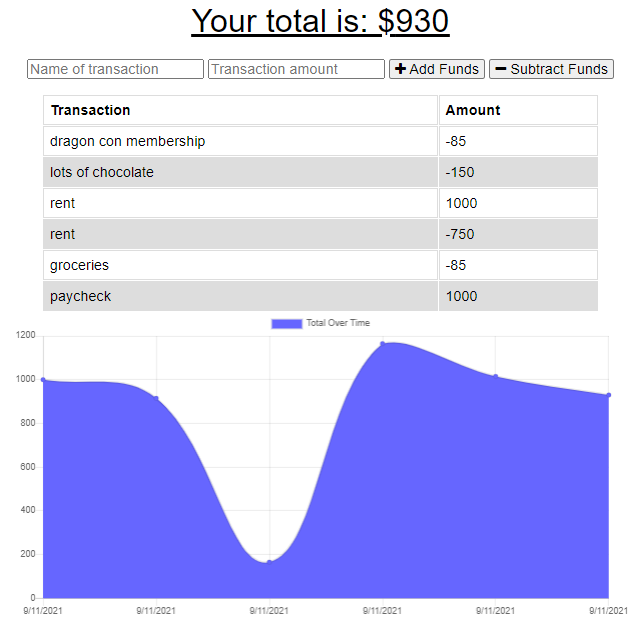 Your total is: $930
Name of transaction Transaction amount + Add Funds − Subtract Funds
Transaction Amount
dragon con membership -85
lots of chocolate -150
rent 1000
rent -750
groceries -85
paycheck 1000
Total Over Time
1200
1000
800
600
400
200
0
9/11/2021 9/11/2021 9/11/2021 9/11/2021 9/11/2021 9/11/2021